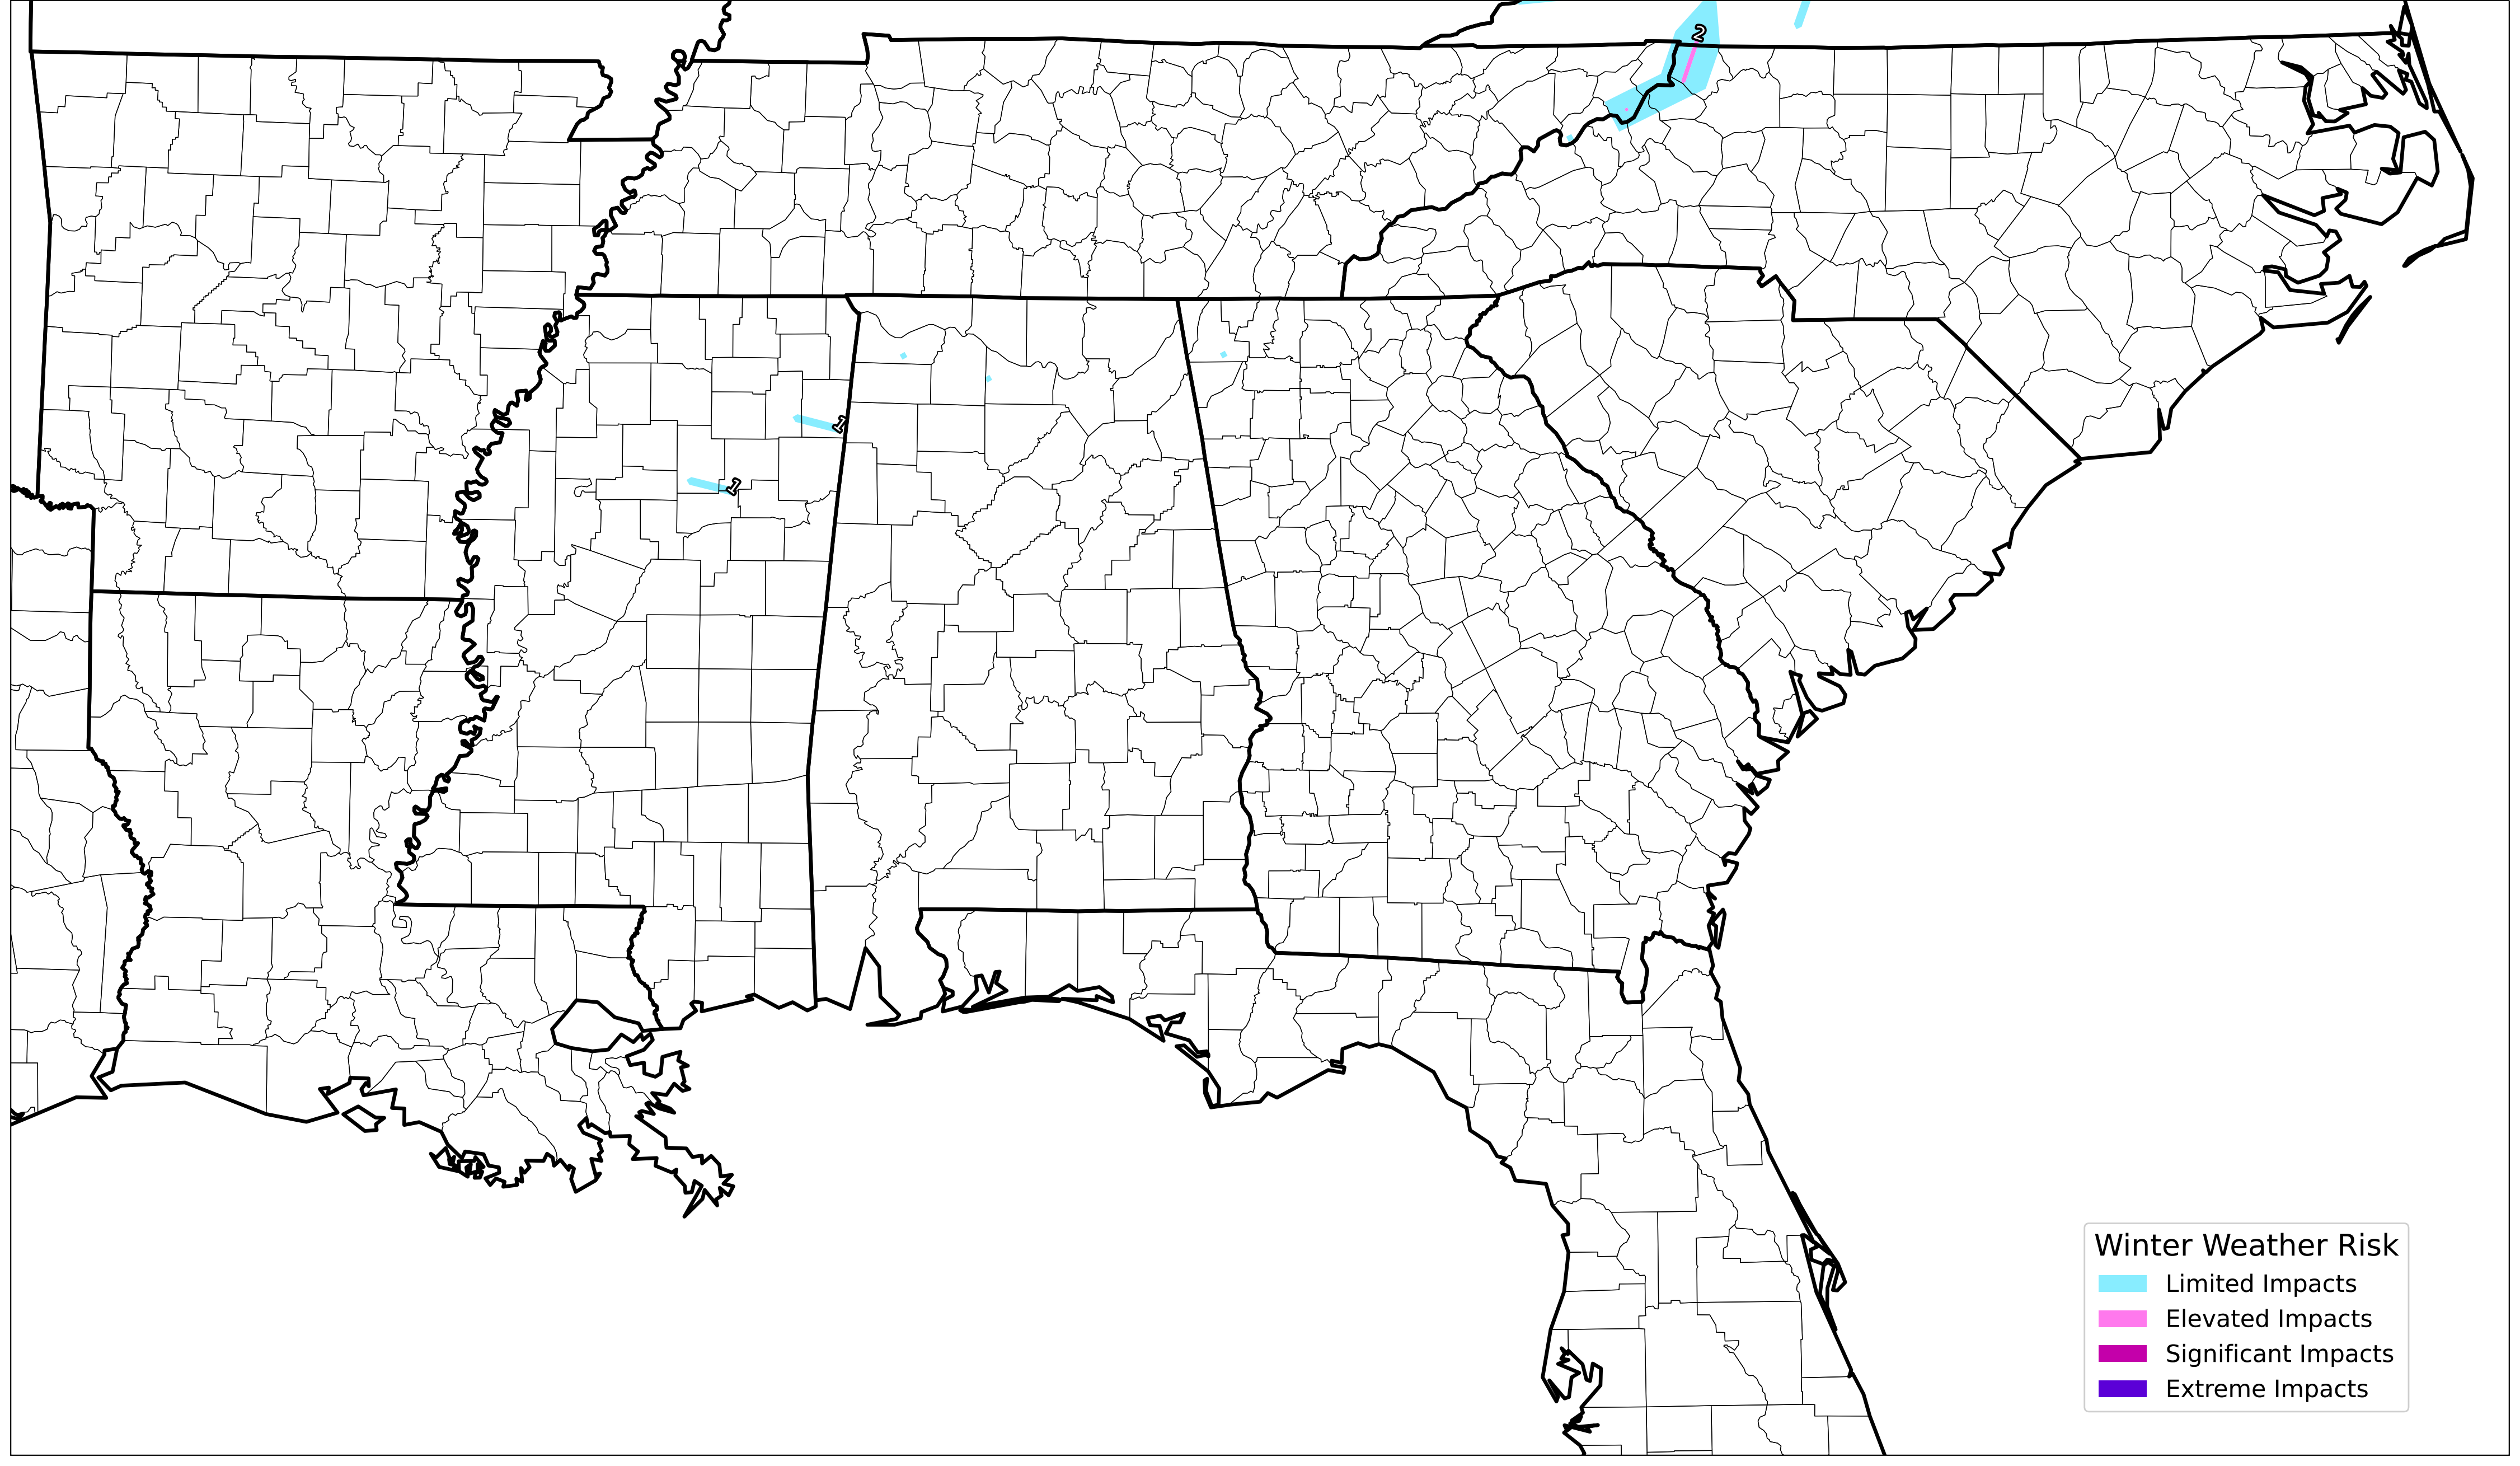 2
1
1
Winter Weather Risk
Limited Impacts
Elevated Impacts
Significant Impacts
Extreme Impacts